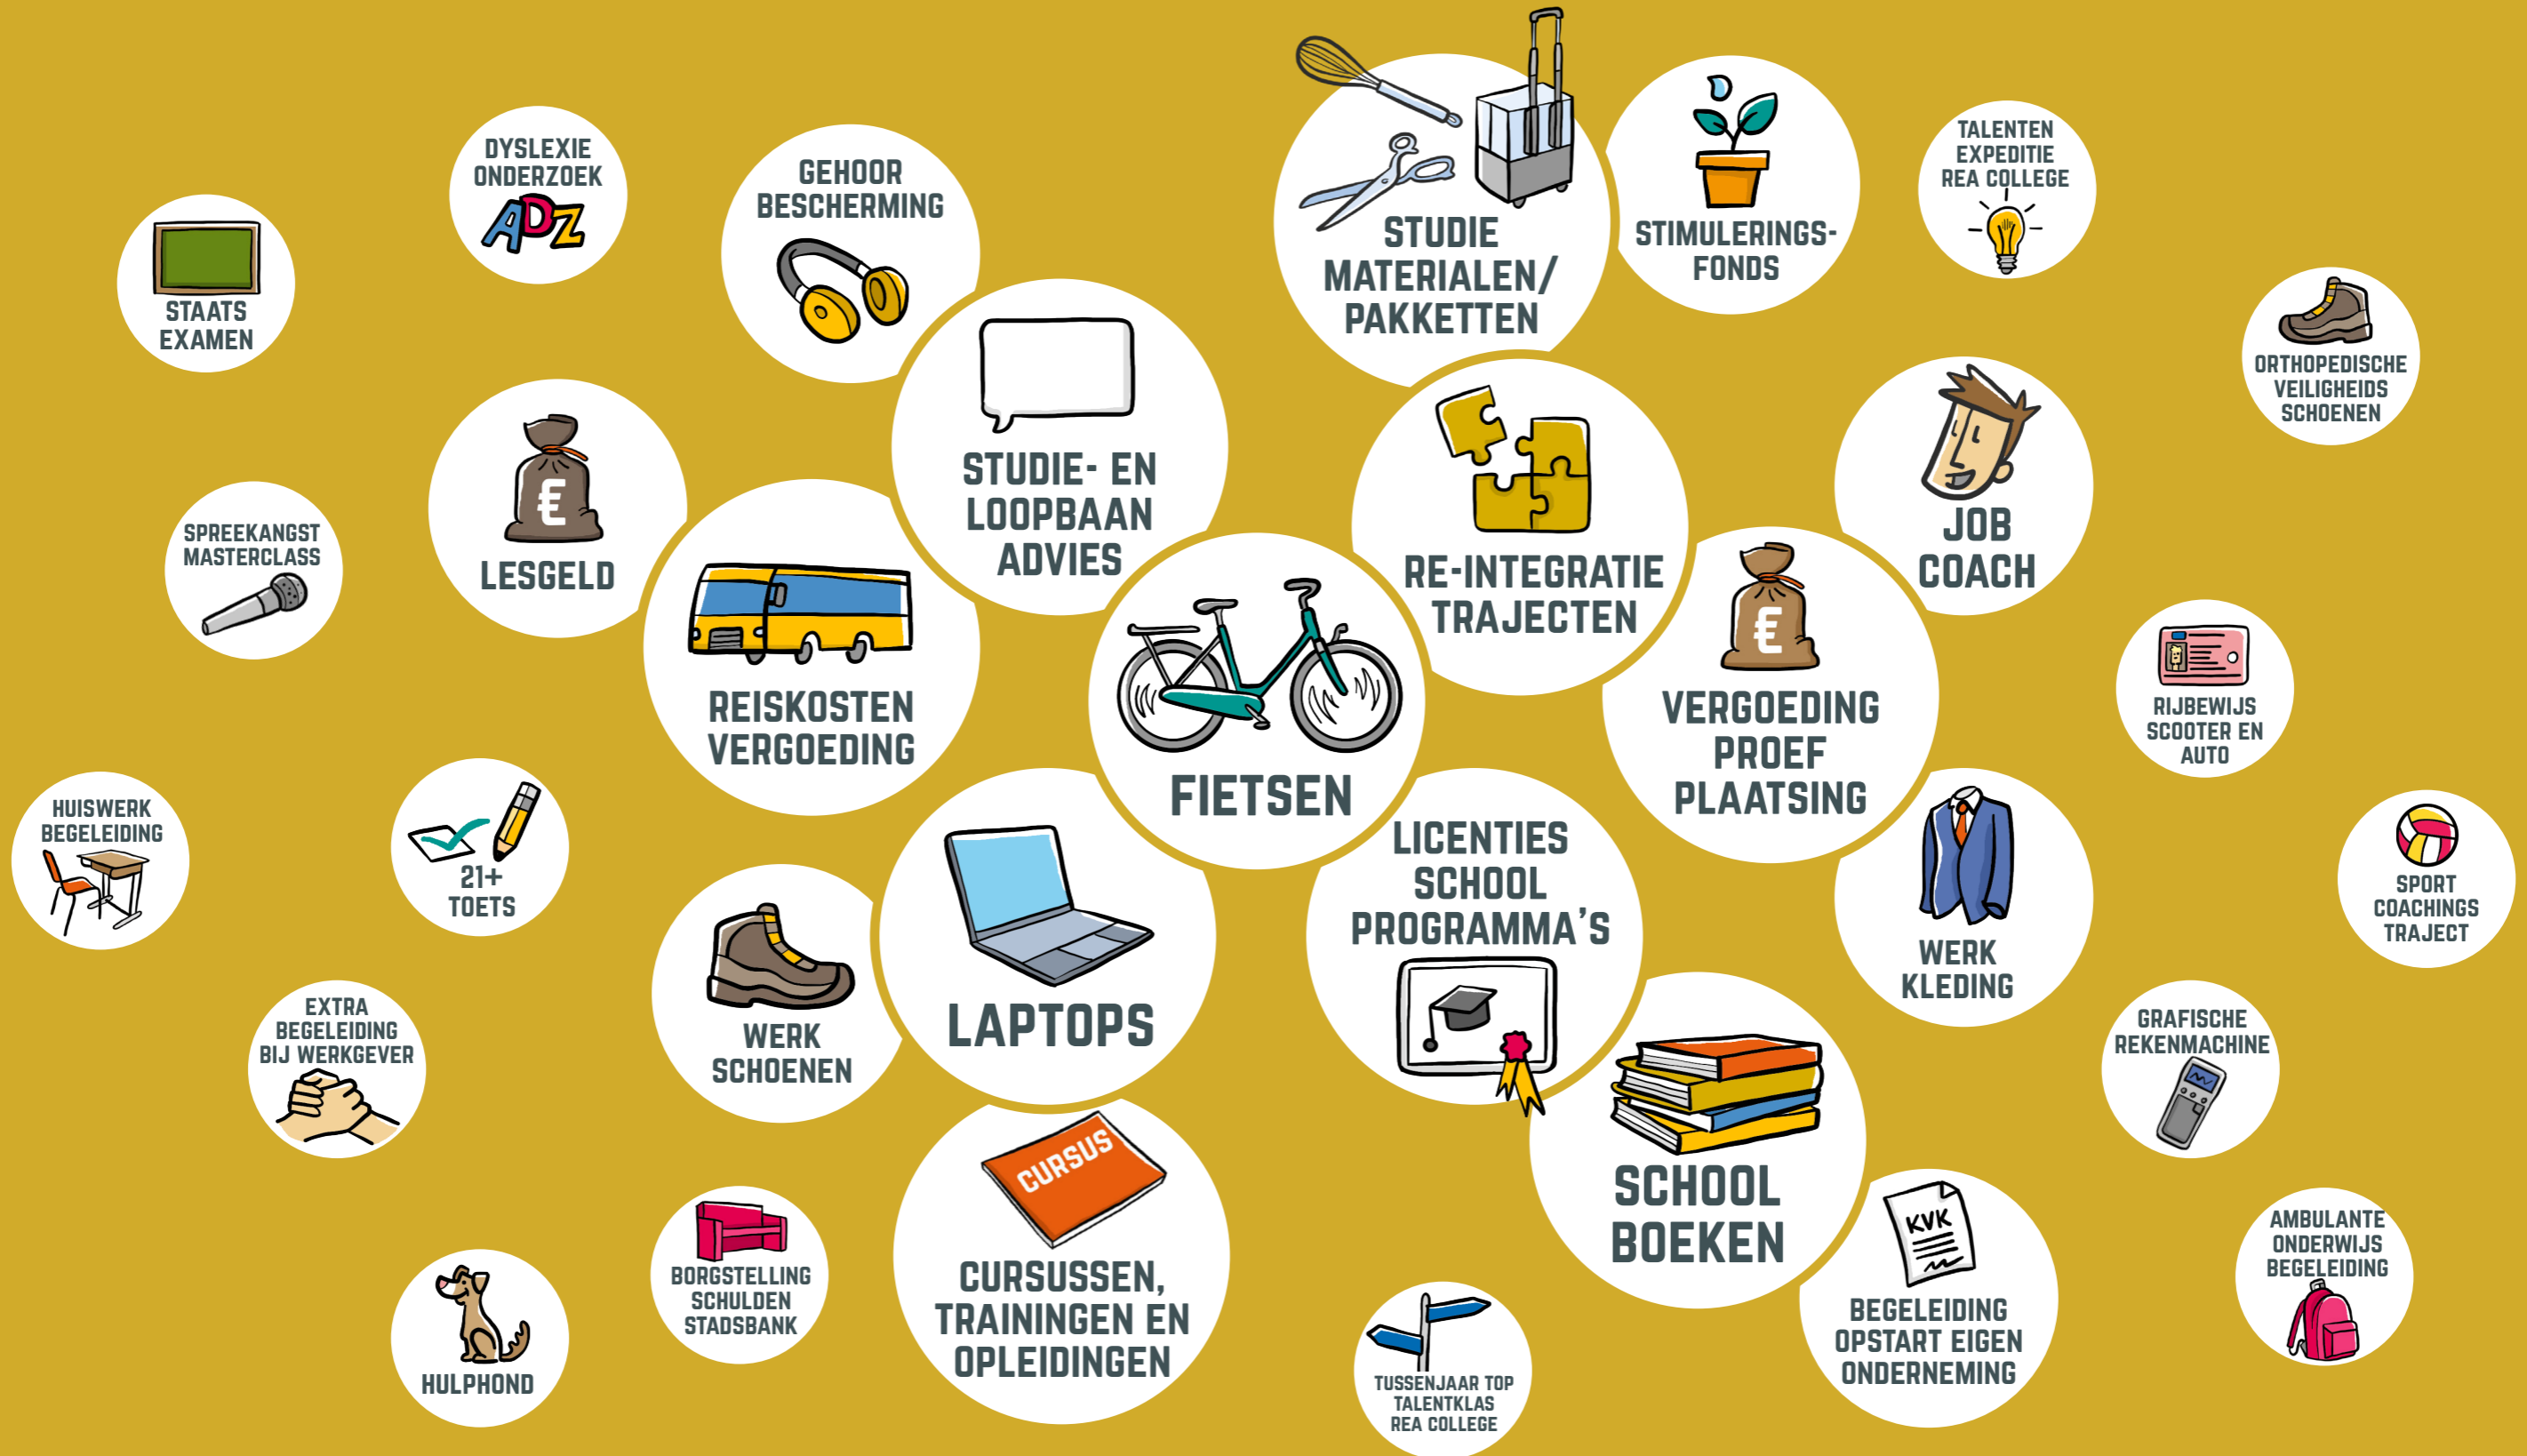 STAATS
EXAMEN
DYSLEXIE
ONDERZOEK
ADZ
GEHOOR
BESCHERMING
STUDIE
MATERIALEN/
PAKKETTEN
STIMULERINGS-
FONDS
TALENTEN
EXPEDITIE
REA COLLEGE
ORTHOPEDISCHE
VEILIGHEIDS
SCHOENEN
SPREEKANGST
MASTERCLASS
€
LESGELD
STUDIE- EN
LOOPBAAN
ADVIES
RE-INTEGRATIE
TRAJECTEN
JOB
COACH
REISKOSTEN
VERGOEDING
FIETSEN
€
VERGOEDING
PROEF
PLAATSING
RIJBEWIJS
SCOOTER EN
AUTO
HUISWERK
BEGELEIDING
21+
TOETS
WERK
SCHOENEN
LAPTOPS
LICENTIES
SCHOOL
PROGRAMMA'S
WERK
KLEDING
SPORT
COACHINGS
TRAJECT
EXTRA
BEGELEIDING
BIJ WERKGEVER
GRAFISCHE
REKENMACHINE
HULPHOND
BORGSTELLING
SCHULDEN
STADSBANK
CURSUS
CURSUSSEN,
TRAININGEN EN
OPLEIDINGEN
TUSSENJAAR TOP
TALENTKLAS
REA COLLEGE
SCHOOL
BOEKEN
KVK
BEGELEIDING
OPSTART EIGEN
ONDERNEMING
AMBULANTE
ONDERWIJS
BEGELEIDING